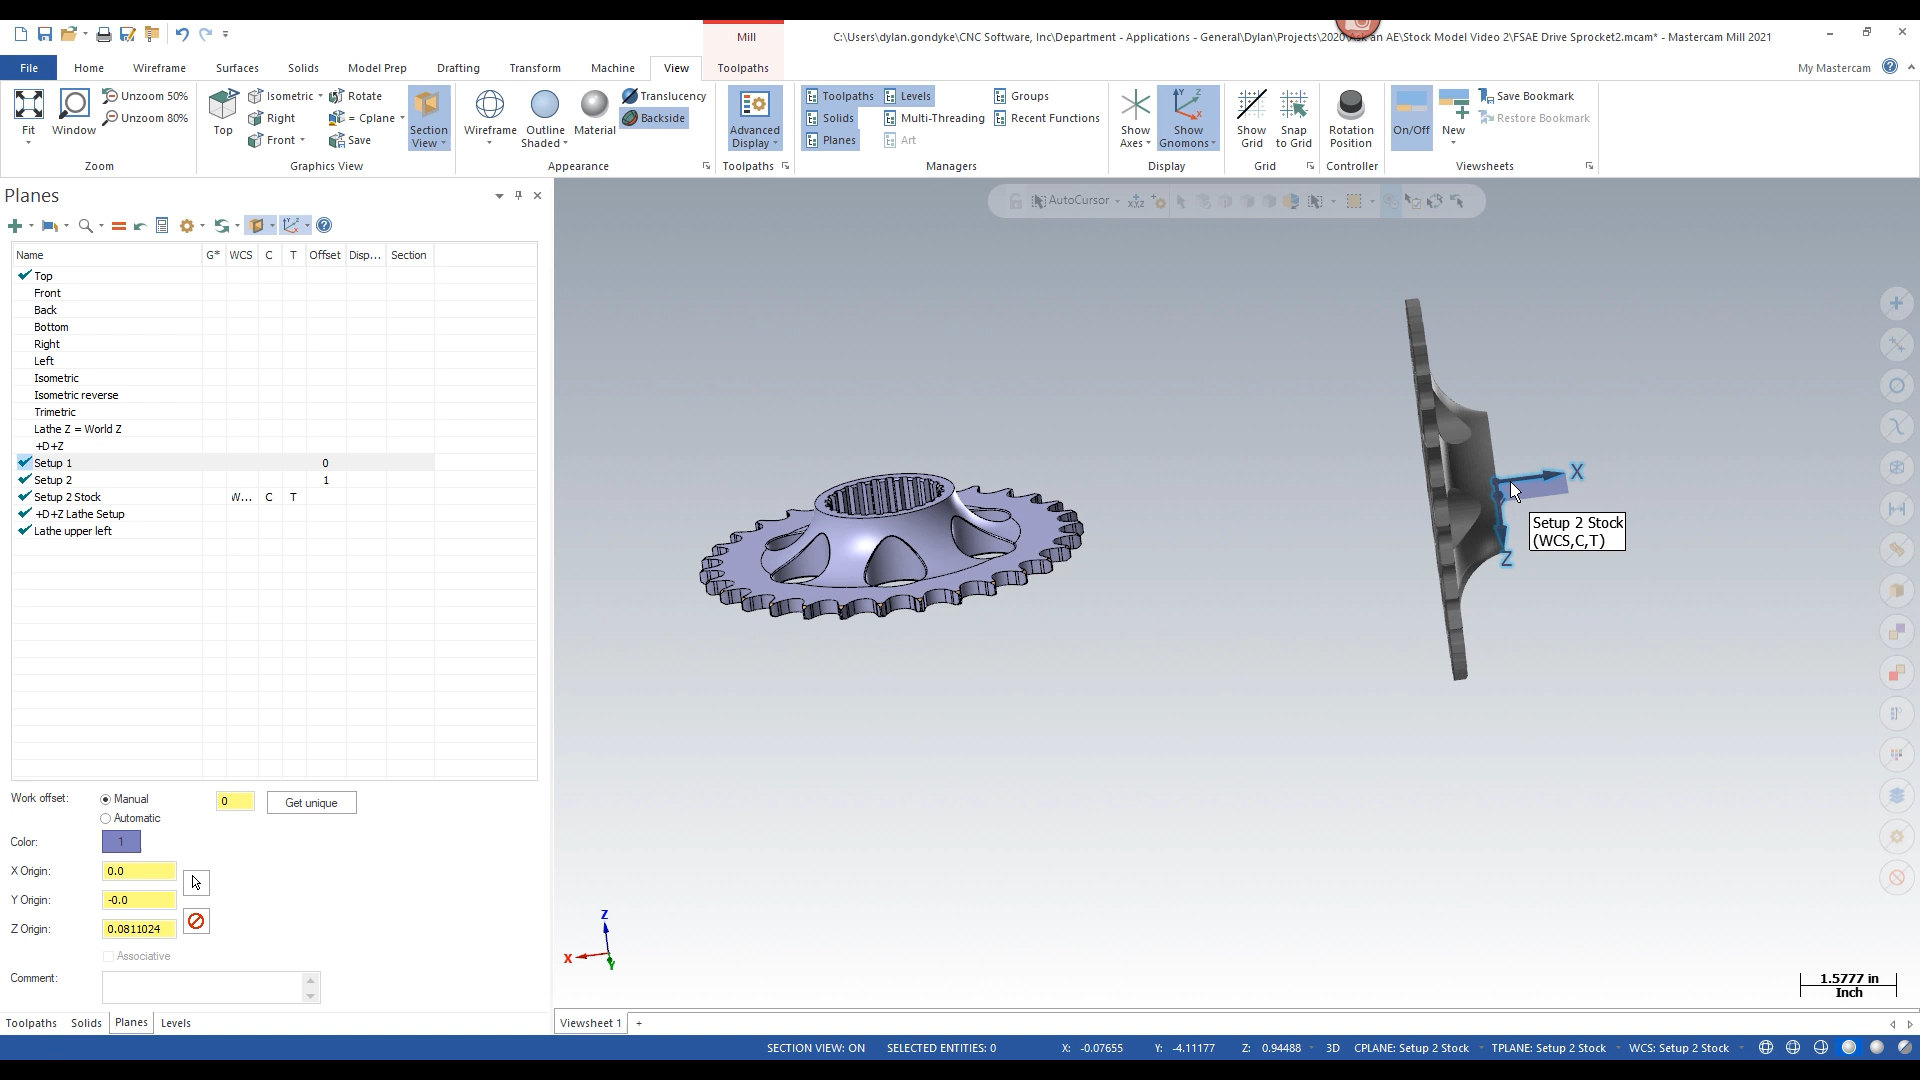 Mill
C:\Users\dylan.gondyke\CNC Software, Inc\Department - Applications - General\Dylan\Projects\2020\Ask an AE\Stock Model Video 2\FSAE Drive Sprocket2.mcam* - Mastercam Mill 2021
File Home Wireframe Surfaces Solids Model Prep Drafting Transform Machine View Toolpaths My Mastercam
Fit
Window
Unzoom 50%
Unzoom 80%
Zoom
Top
Isometric Rotate
Right = Cplane
Front Save
Section View
Graphics View
Wireframe
Outline Shaded
Material
Translucency
Backside
Appearance
Advanced Display
Toolpaths
Toolpaths Levels Groups
Solids Multi-Threading Recent Functions
Planes Art
Managers
Show Axes
Show Gnomons
Display
Show Grid
Snap to Grid
Grid
Rotation Position
Controller
On/Off
New
Save Bookmark
Restore Bookmark
Viewsheets
Planes
AutoCursor
Name G* WCS C T Offset Disp... Section
Top
Front
Back
Bottom
Right
Left
Isometric
Isometric reverse
Trimetric
Lathe Z = World Z
+D+Z
Setup 1 0
Setup 2 1
Setup 2 Stock W... C T
+D+Z Lathe Setup
Lathe upper left
X
Setup 2 Stock
(WCS,C,T)
Z
Work offset: Manual 0 Get unique
Automatic
Color: 1
X Origin: 0.0
Y Origin: -0.0
Z Origin: 0.0811024
Associative
Comment:
Z
X
Y
1.5777 in
Inch
Toolpaths Solids Planes Levels
Viewsheet 1 +
SECTION VIEW: ON SELECTED ENTITIES: 0 X: -0.07655 Y: -4.11177 Z: 0.94488 3D CPLANE: Setup 2 Stock TPLANE: Setup 2 Stock WCS: Setup 2 Stock